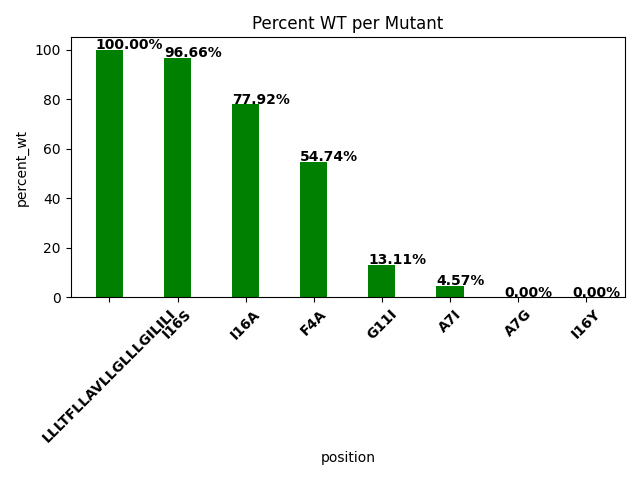 Percent WT per Mutant
percent_wt
100
80
60
40
20
0
100.00%
96.66%
77.92%
54.74%
13.11%
4.57%
0.00%
0.00%
LLLTFLLAVLLGLLLGILILI
I16S
I16A
F4A
G11I
A7I
A7G
I16Y
position